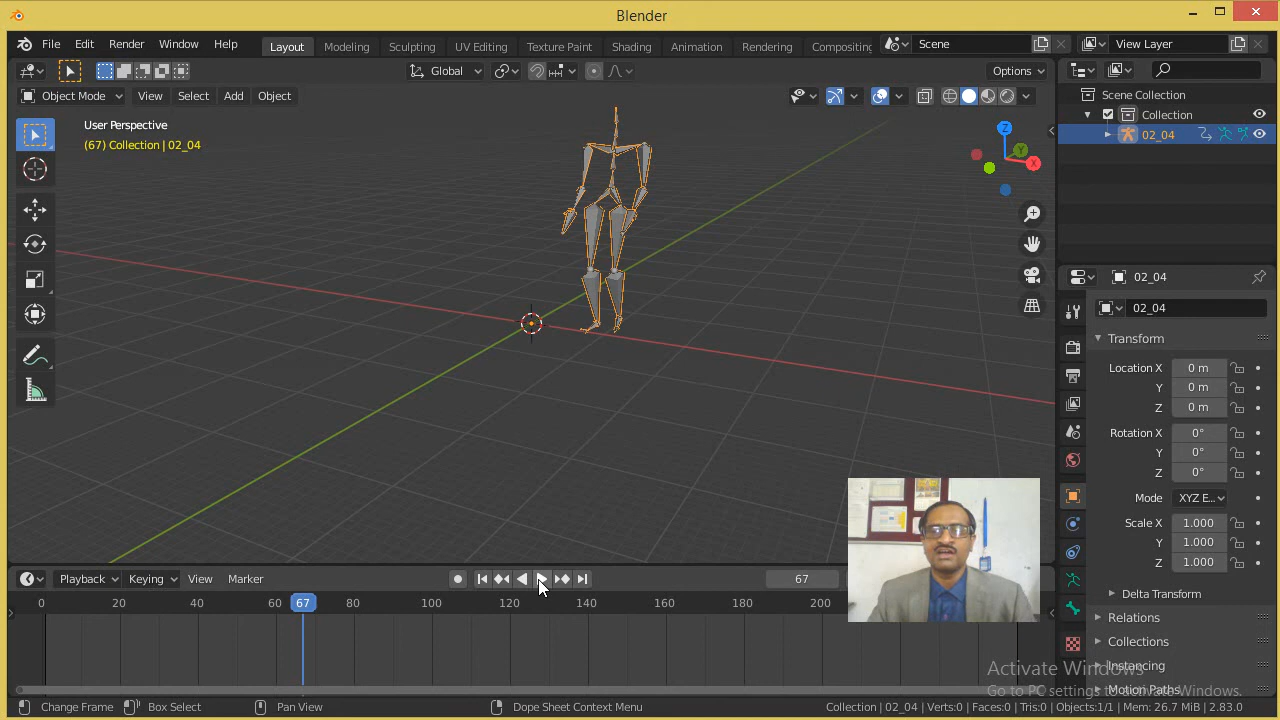 Blender
File Edit Render Window Help
Layout Modeling Sculpting UV Editing Texture Paint Shading Animation Rendering Compositing
Scene
View Layer
Global
Options
Object Mode View Select Add Object
User Perspective
(67) Collection | 02_04
Z
Y
X
Scene Collection
Collection
02_04
02_04
02_04
Transform
Location X 0 m
Y 0 m
Z 0 m
Rotation X 0°
Y 0°
Z 0°
Mode XYZ E...
Scale X 1.000
Y 1.000
Z 1.000
Delta Transform
Relations
Collections
Instancing
Motion Paths
Playback Keying View Marker
67
0 20 40 60 67 80 100 120 140 160 180 200
Activate Windows
Go to PC settings to activate Windows.
Change Frame Box Select Pan View Dope Sheet Context Menu
Collection | 02_04 Verts:0 | Faces:0 | Tris:0 | Objects:1/1 | Mem: 26.7 MiB | 2.83.0